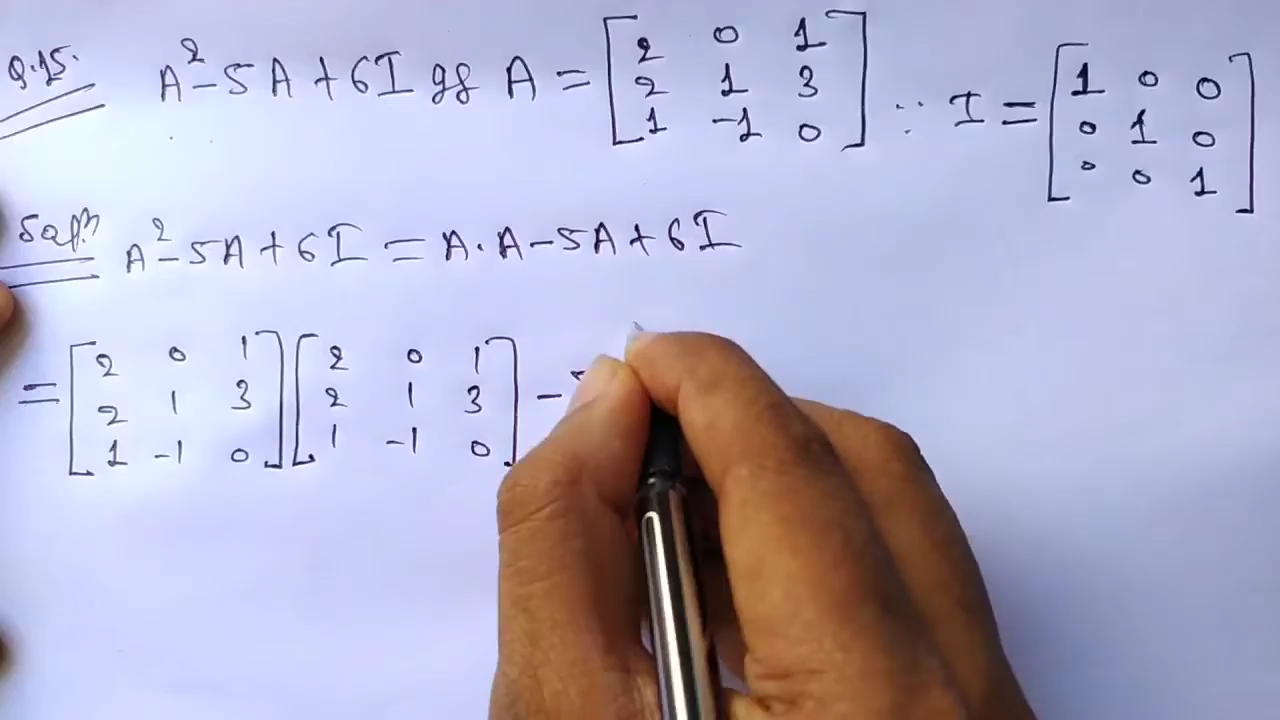 Q.15. A²-5A+6I if A = [2 0 1; 2 1 3; 1 -1 0] ∵ I = [1 0 0; 0 1 0; 0 0 1]
Solⁿ A²-5A+6I = A.A-5A+6I
= [2 0 1; 2 1 3; 1 -1 0] [2 0 1; 2 1 3; 1 -1 0] -